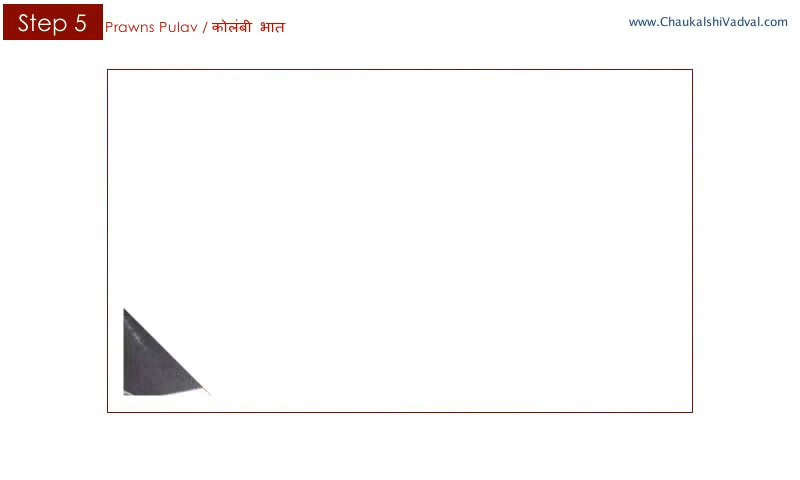 Step 5 Prawns Pulav / कोलंबी भात www.ChaukalshiVadval.com